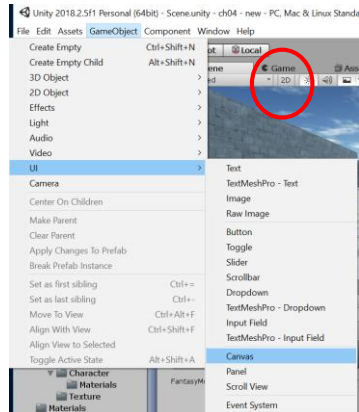 Unity 2018.2.5f1 Personal (64bit) - Scene.unity - ch04 - new - PC, Mac & Linux Standa
File Edit Assets GameObject Component Window Help
Create Empty Ctrl+Shift+N
Local
Create Empty Child Alt+Shift+N
Game
3D Object
2D
2D Object
Effects
Light
Audio
Video
UI
Text
Camera
TextMeshPro - Text
Center On Children
Image
Raw Image
Make Parent
Button
Clear Parent
Toggle
Apply Changes To Prefab
Slider
Break Prefab Instance
Scrollbar
Set as first sibling Ctrl+=
Dropdown
Set as last sibling Ctrl+-
TextMeshPro - Dropdown
Move To View Ctrl+Alt+F
Input Field
Align With View Ctrl+Shift+F
TextMeshPro - Input Field
Align View to Selected
Toggle Active State Alt+Shift+A
Canvas
Character
Panel
Materials
Scroll View
Texture
Materials
Event System